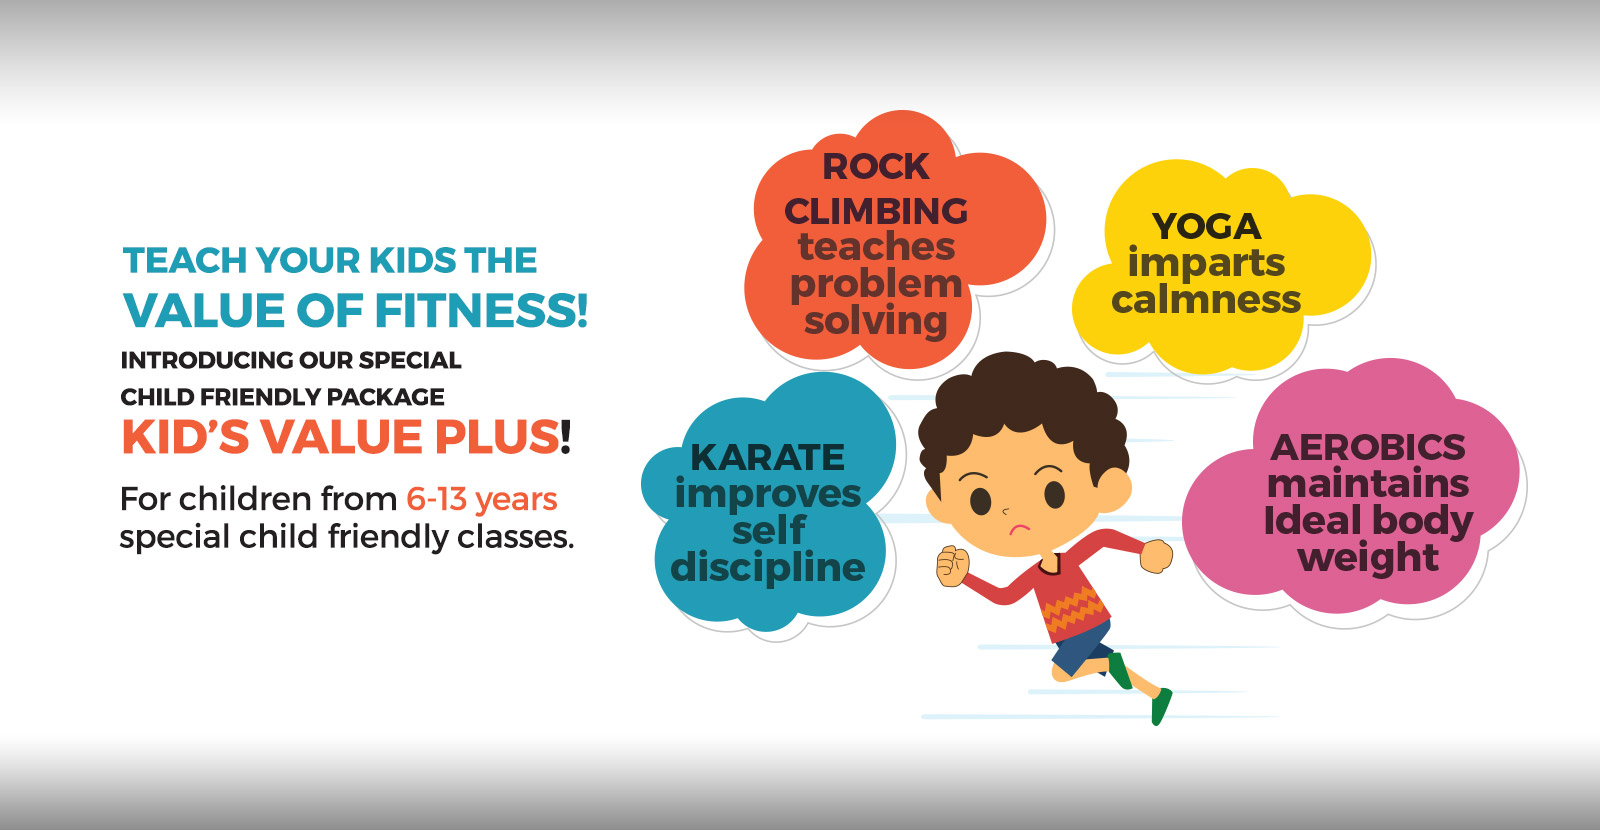 TEACH YOUR KIDS THE
VALUE OF FITNESS!
INTRODUCING OUR SPECIAL
CHILD FRIENDLY PACKAGE
KID'S VALUE PLUS!
For children from 6-13 years
special child friendly classes.
ROCK
CLIMBING
teaches
problem
solving
YOGA
imparts
calmness
KARATE
improves
self
discipline
AEROBICS
maintains
Ideal body
weight